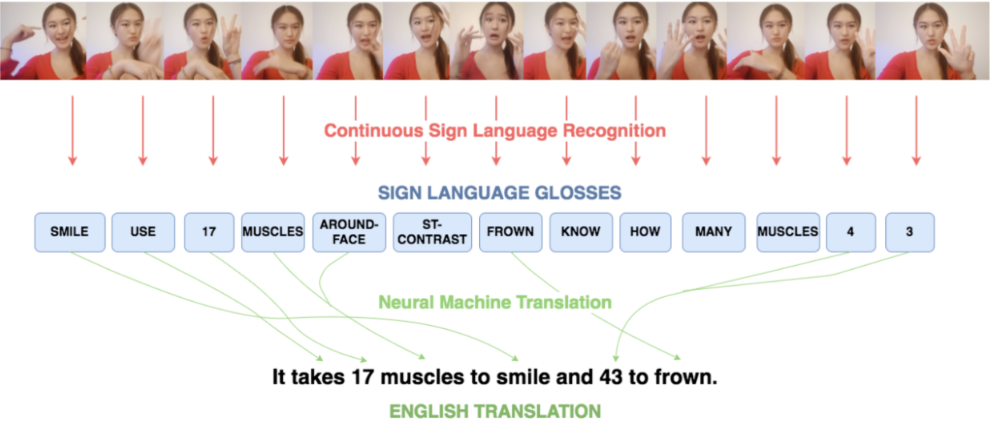 Continuous Sign Language Recognition
SIGN LANGUAGE GLOSSES
SMILE USE 17 MUSCLES AROUND-FACE ST-CONTRAST FROWN KNOW HOW MANY MUSCLES 4 3
Neural Machine Translation
It takes 17 muscles to smile and 43 to frown.
ENGLISH TRANSLATION